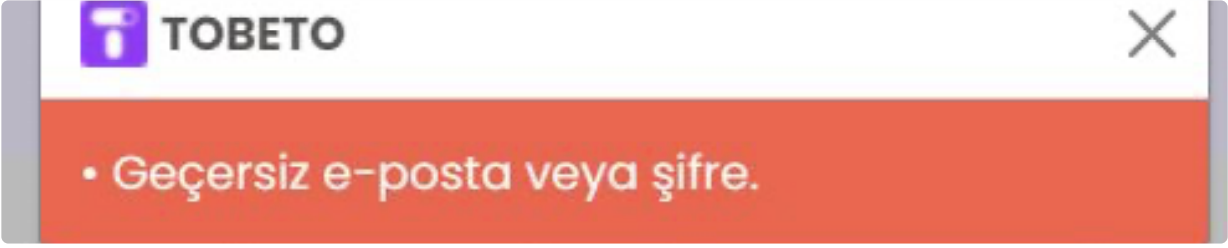 TOBETO
• Geçersiz e-posta veya şifre.